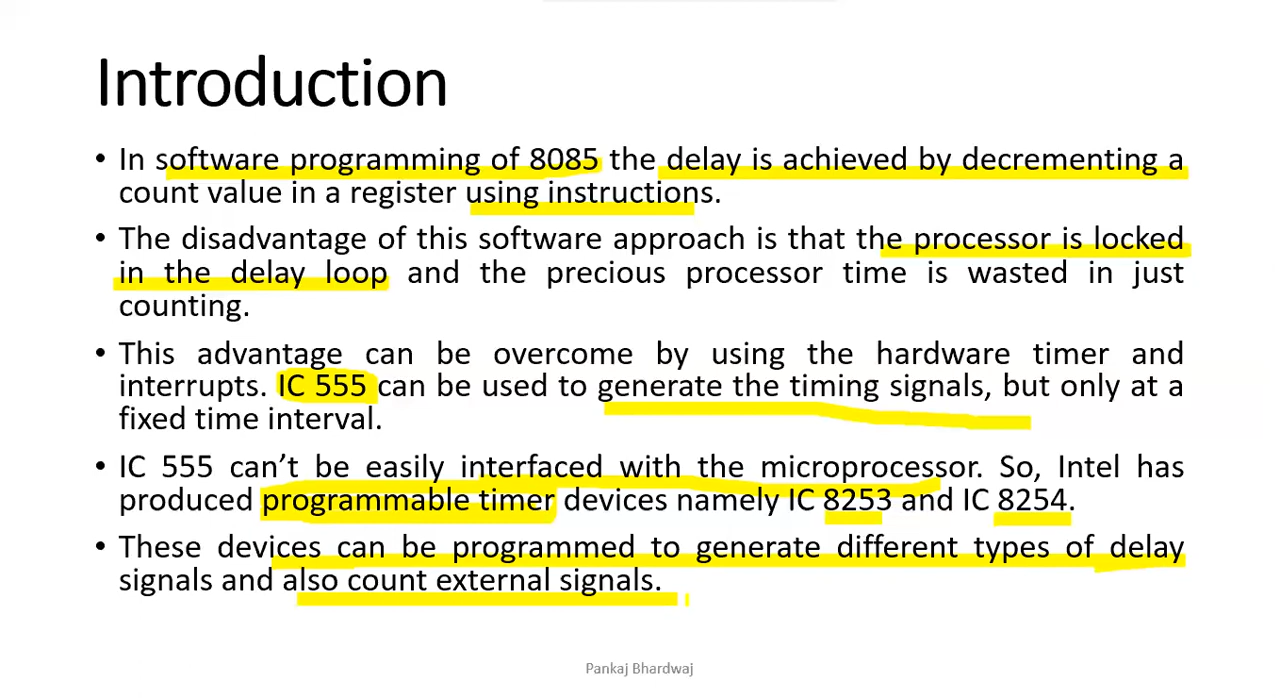 Introduction
• In software programming of 8085 the delay is achieved by decrementing a
count value in a register using instructions.
• The disadvantage of this software approach is that the processor is locked
in the delay loop and the precious processor time is wasted in just
counting.
• This advantage can be overcome by using the hardware timer and
interrupts. IC 555 can be used to generate the timing signals, but only at a
fixed time interval.
• IC 555 can’t be easily interfaced with the microprocessor. So, Intel has
produced programmable timer devices namely IC 8253 and IC 8254.
• These devices can be programmed to generate different types of delay
signals and also count external signals.
Pankaj Bhardwaj